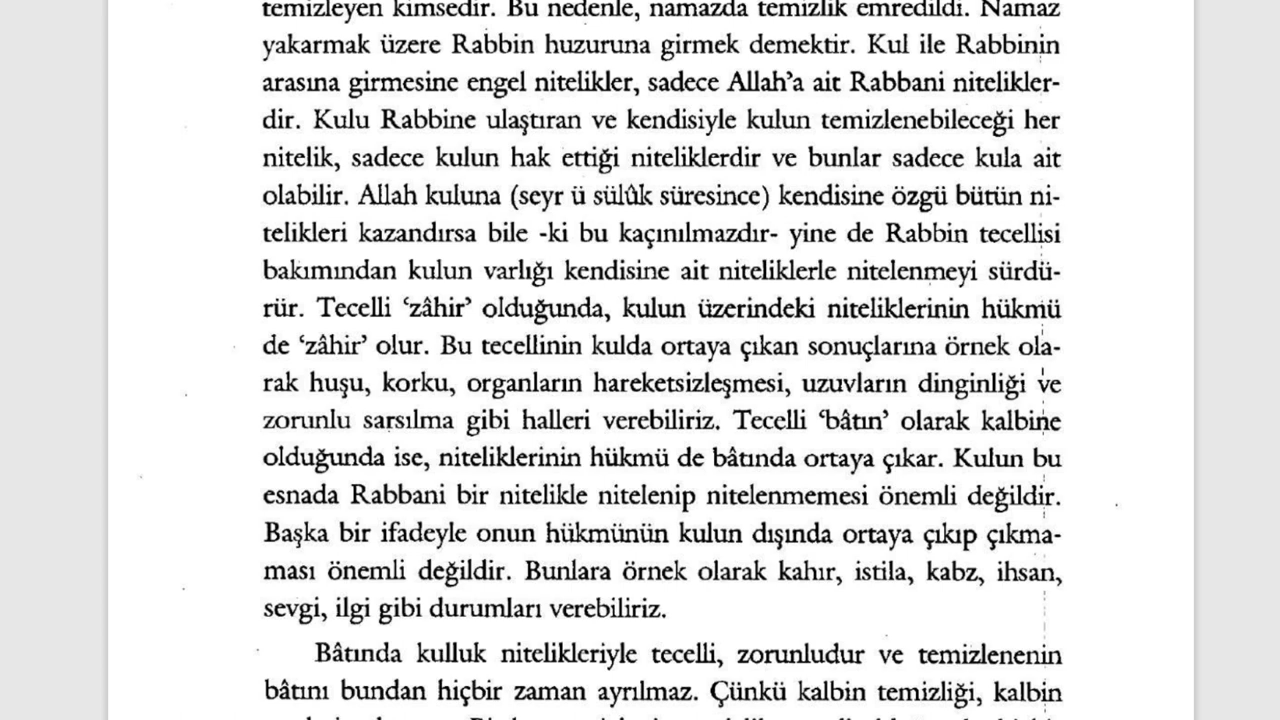 temizleyen kimsedir. Bu nedenle, namazda temizlik emredildi. Namaz
yakarmak üzere Rabbin huzuruna girmek demektir. Kul ile Rabbinin
arasına girmesine engel nitelikler, sadece Allah’a ait Rabbani nitelikler-
dir. Kulu Rabbine ulaştıran ve kendisiyle kulun temizlenebileceği her
nitelik, sadece kulun hak ettiği niteliklerdir ve bunlar sadece kula ait
olabilir. Allah kuluna (seyr ü sülûk süresince) kendisine özgü bütün ni-
telikleri kazandırsa bile -ki bu kaçınılmazdır- yine de Rabbin tecellisi
bakımından kulun varlığı kendisine ait niteliklerle nitelenmeyi sürdü-
rür. Tecelli ‘zâhir’ olduğunda, kulun üzerindeki niteliklerinin hükmü
de ‘zâhir’ olur. Bu tecellinin kulda ortaya çıkan sonuçlarına örnek ola-
rak huşu, korku, organların hareketsizleşmesi, uzuvların dinginliği ve
zorunlu sarsılma gibi halleri verebiliriz. Tecelli ‘bâtın’ olarak kalbine
olduğunda ise, niteliklerinin hükmü de bâtında ortaya çıkar. Kulun bu
esnada Rabbani bir nitelikle nitelenip nitelenmemesi önemli değildir.
Başka bir ifadeyle onun hükmünün kulun dışında ortaya çıkıp çıkma-
ması önemli değildir. Bunlara örnek olarak kahır, istila, kabz, ihsan,
sevgi, ilgi gibi durumları verebiliriz.
Bâtında kulluk nitelikleriyle tecelli, zorunludur ve temizlenenin
bâtını bundan hiçbir zaman ayrılmaz. Çünkü kalbin temizliği, kalbin